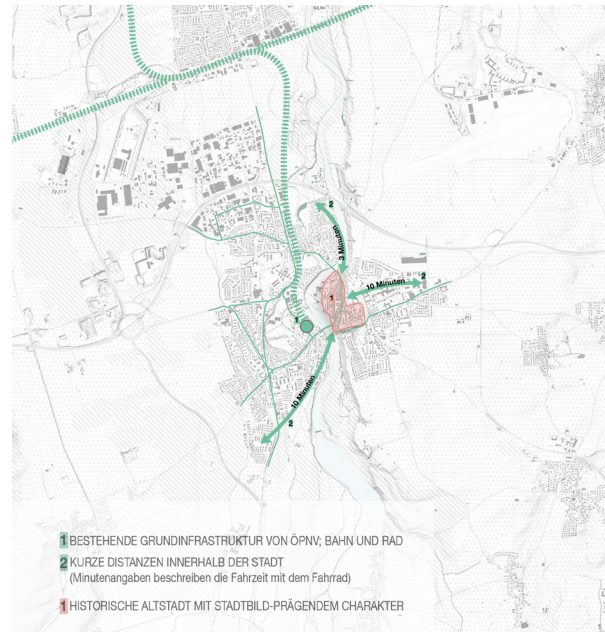 2
3 Minuten
1
10 Minuten
2
1
10 Minuten
2
1 BESTEHENDE GRUNDINFRASTRUKTUR VON ÖPNV; BAHN UND RAD
2 KURZE DISTANZEN INNERHALB DER STADT
(Minutenangaben beschreiben die Fahrzeit mit dem Fahrrad)
1 HISTORISCHE ALTSTADT MIT STADTBILD-PRÄGENDEM CHARAKTER